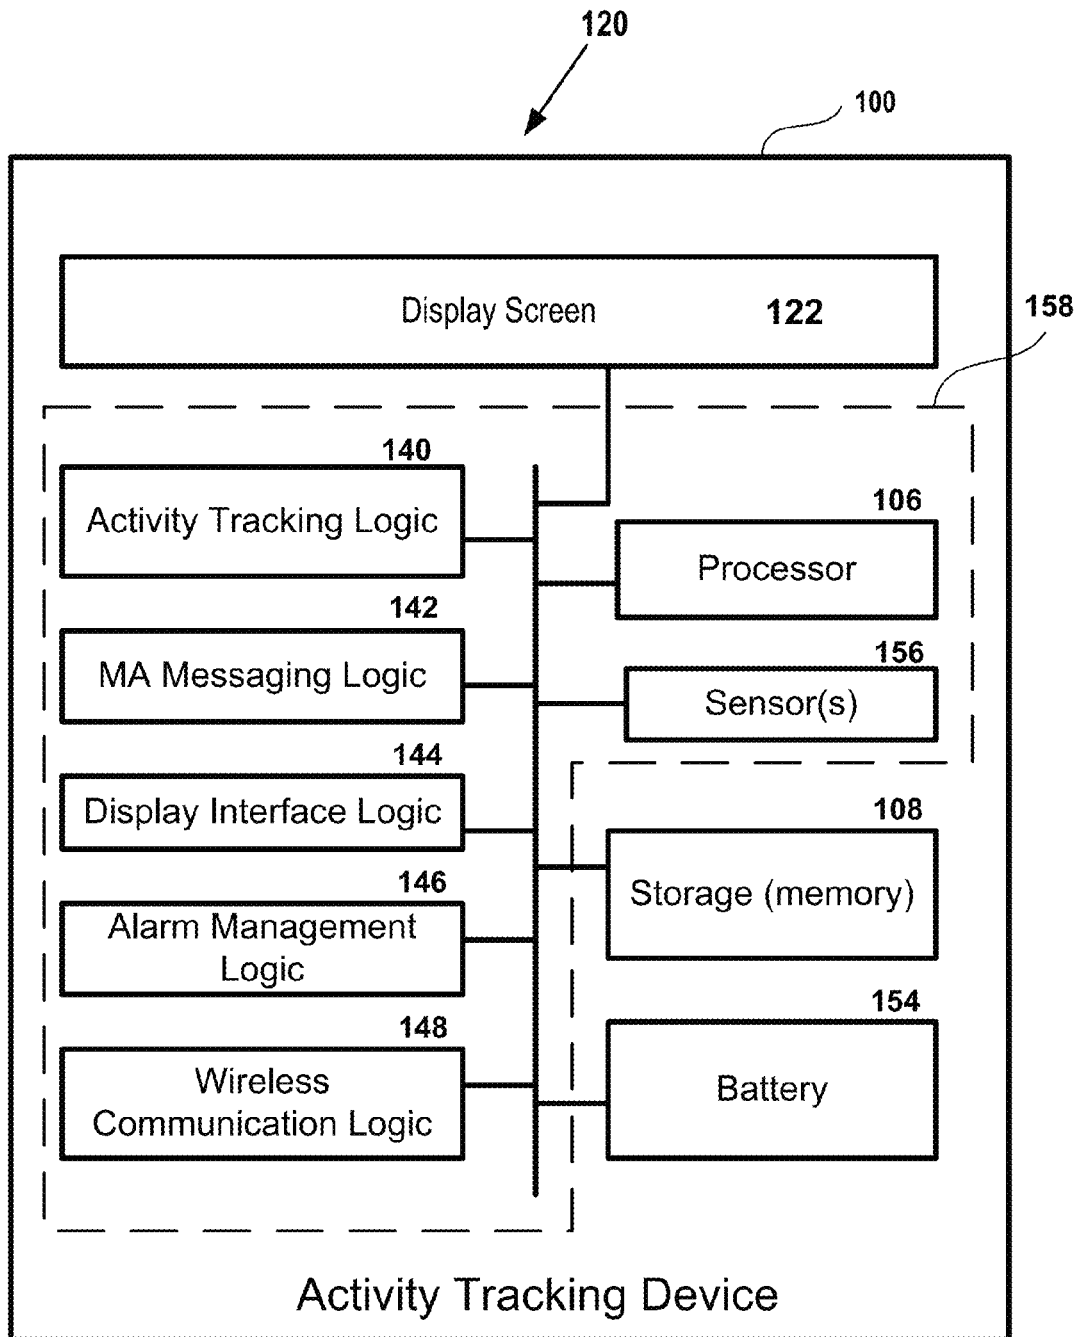 120
100
Display Screen 122
158
140
Activity Tracking Logic
106
Processor
142
MA Messaging Logic
156
Sensor(s)
144
Display Interface Logic
108
Storage (memory)
146
Alarm Management
Logic
154
Battery
148
Wireless
Communication Logic
Activity Tracking Device